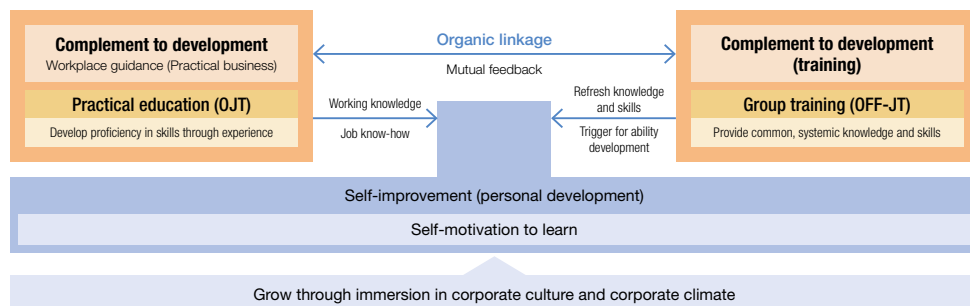 Complement to development
Workplace guidance (Practical business)
Practical education (OJT)
Develop proficiency in skills through experience
Organic linkage
Mutual feedback
Working knowledge
Job know-how
Refresh knowledge
and skills
Trigger for ability
development
Complement to development
(training)
Group training (OFF-JT)
Provide common, systemic knowledge and skills
Self-improvement (personal development)
Self-motivation to learn
Grow through immersion in corporate culture and corporate climate